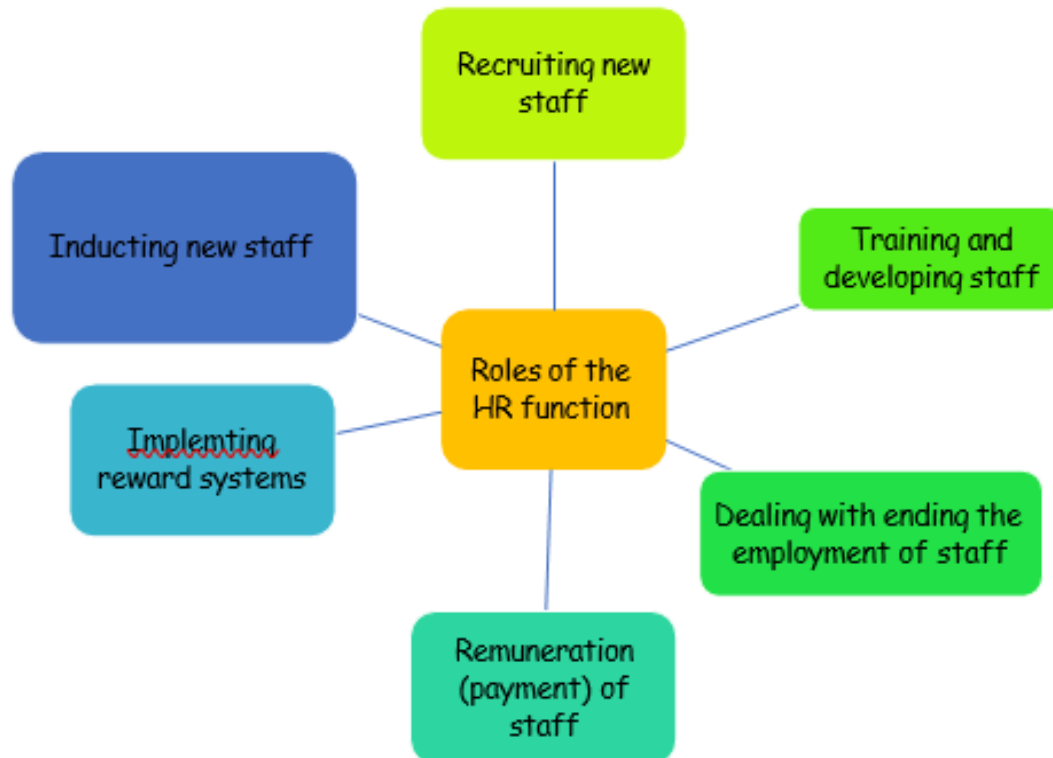 Recruiting new
staff
Inducting new staff
Training and
developing staff
Roles of the
HR function
Implemting
reward systems
Dealing with ending the
employment of staff
Remuneration
(payment) of
staff